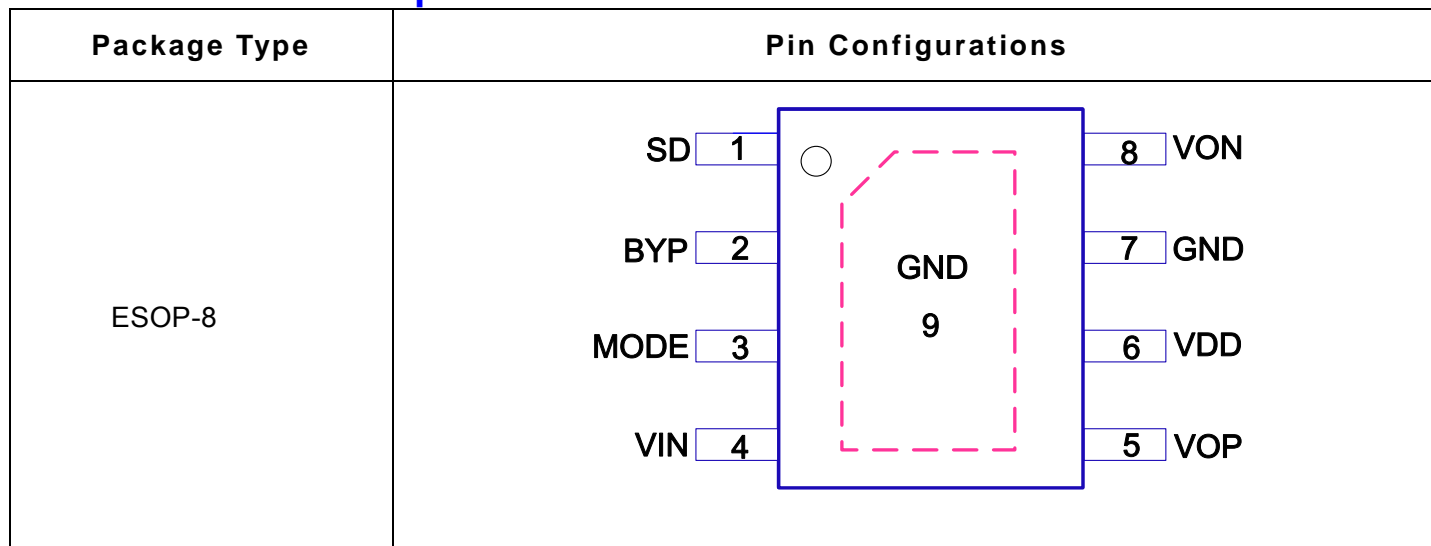 Package Type
Pin Configurations
ESOP-8
SD 1
8 VON
BYP 2
7 GND
MODE 3
6 VDD
VIN 4
5 VOP
GND
9